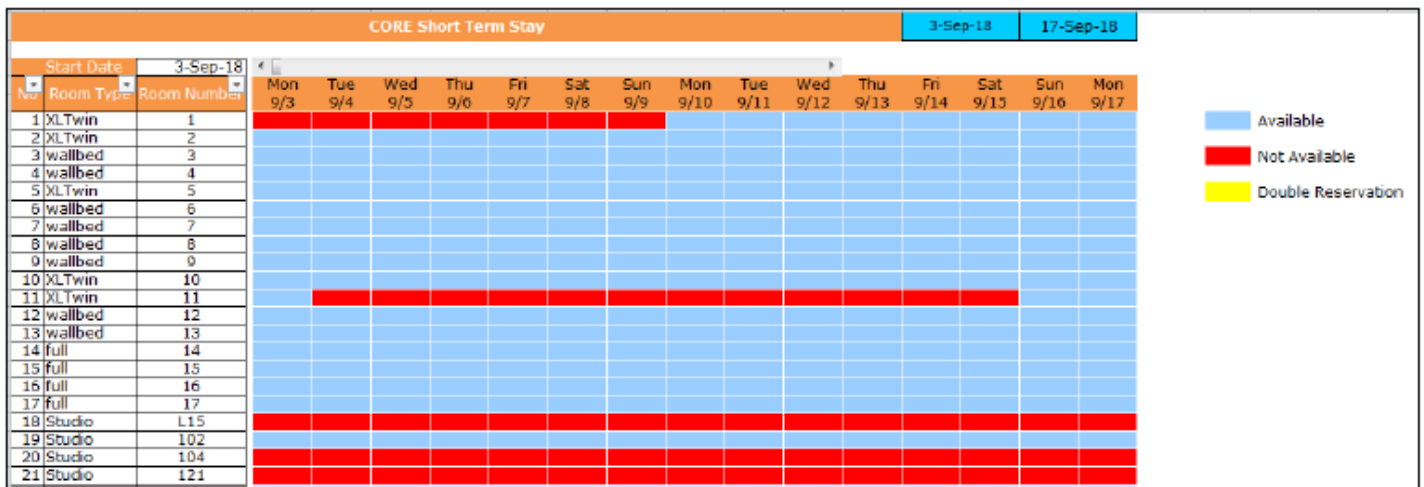 CORE Short Term Stay 3-Sep-18 17-Sep-18
Start Date 3-Sep-18
No Room Type Room Number Mon Tue Wed Thu Fri Sat Sun Mon Tue Wed Thu Fri Sat Sun Mon
9/3 9/4 9/5 9/6 9/7 9/8 9/9 9/10 9/11 9/12 9/13 9/14 9/15 9/16 9/17
1 XLTwin 1
2 XLTwin 2
3 wallbed 3
4 wallbed 4
5 XLTwin 5
6 wallbed 6
7 wallbed 7
8 wallbed 8
9 wallbed 9
10 XLTwin 10
11 XLTwin 11
12 wallbed 12
13 wallbed 13
14 full 14
15 full 15
16 full 16
17 full 17
18 Studio L15
19 Studio 102
20 Studio 104
21 Studio 121
Available
Not Available
Double Reservation